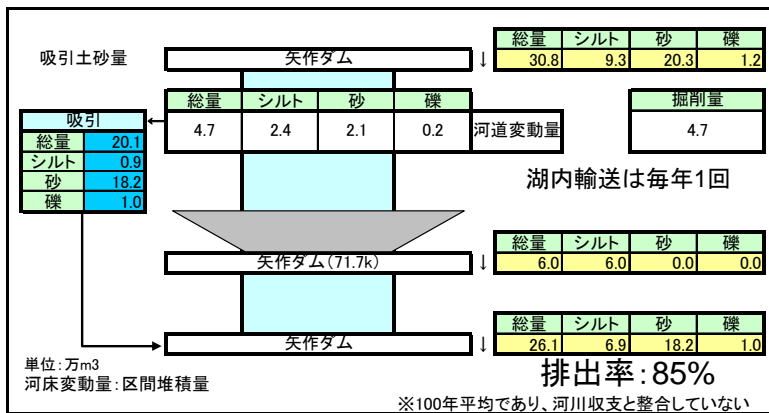 総量 シルト 砂 礫
吸引土砂量 矢作ダム ↓ 30.8 9.3 20.3 1.2
総量 シルト 砂 礫 掘削量
吸引 4.7 2.4 2.1 0.2 河道変動量 4.7
総量 20.1
シルト 0.9
砂 18.2
礫 1.0
湖内輸送は毎年1回
総量 シルト 砂 礫
矢作ダム(71.7k) ↓ 6.0 6.0 0.0 0.0
総量 シルト 砂 礫
矢作ダム ↓ 26.1 6.9 18.2 1.0
単位:万m3 排出率:85%
河床変動量:区間堆積量
※100年平均であり、河川収支と整合していない